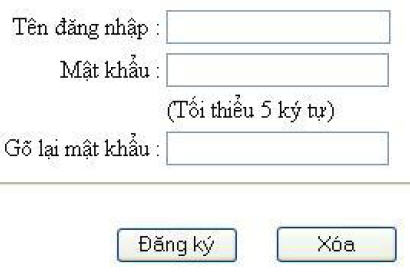 Tên đăng nhập :
Mật khẩu :
(Tối thiểu 5 ký tự)
Gõ lại mật khẩu :
Đăng ký
Xóa